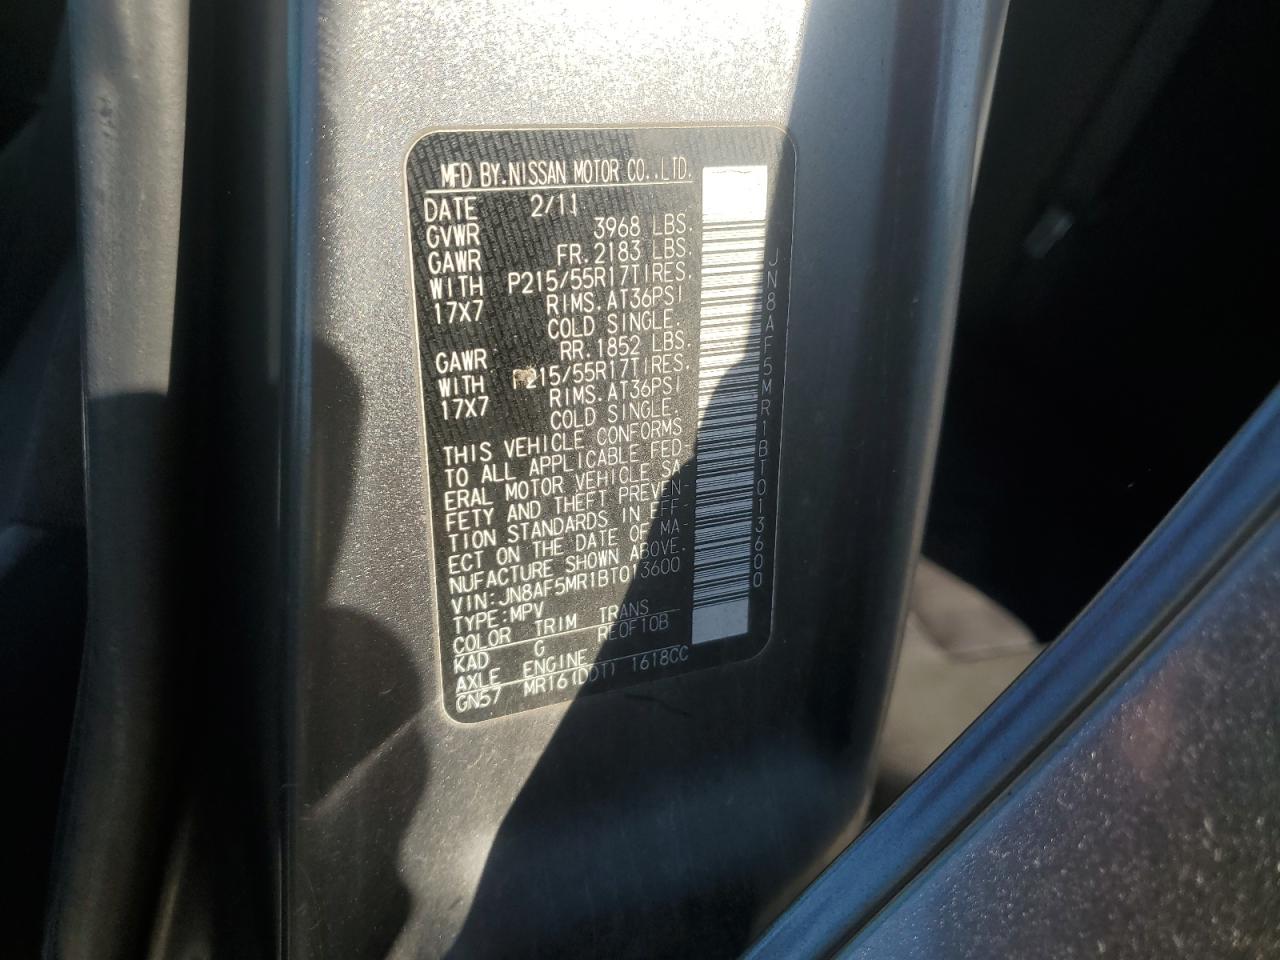 MFD BY.NISSAN MOTOR CO.,LTD.
DATE 2/11
GVWR 3968 LBS.
GAWR FR.2183 LBS.
WITH P215/55R17TIRES.
17X7 RIMS.AT36PSI
COLD SINGLE.
GAWR RR.1852 LBS.
WITH P215/55R17TIRES.
17X7 RIMS.AT36PSI
COLD SINGLE.
THIS VEHICLE CONFORMS
TO ALL APPLICABLE FED-
ERAL MOTOR VEHICLE SA-
FETY AND THEFT PREVEN-
TION STANDARDS IN EFF-
ECT ON THE DATE OF MA-
NUFACTURE SHOWN ABOVE.
VIN:JN8AF5MR1BT013600
TYPE:MPV
COLOR TRIM TRANS
KAD G RE0F10B
AXLE ENGINE
GN57 MR16(DDT) 1618CC
JN8AF5MR1BT013600